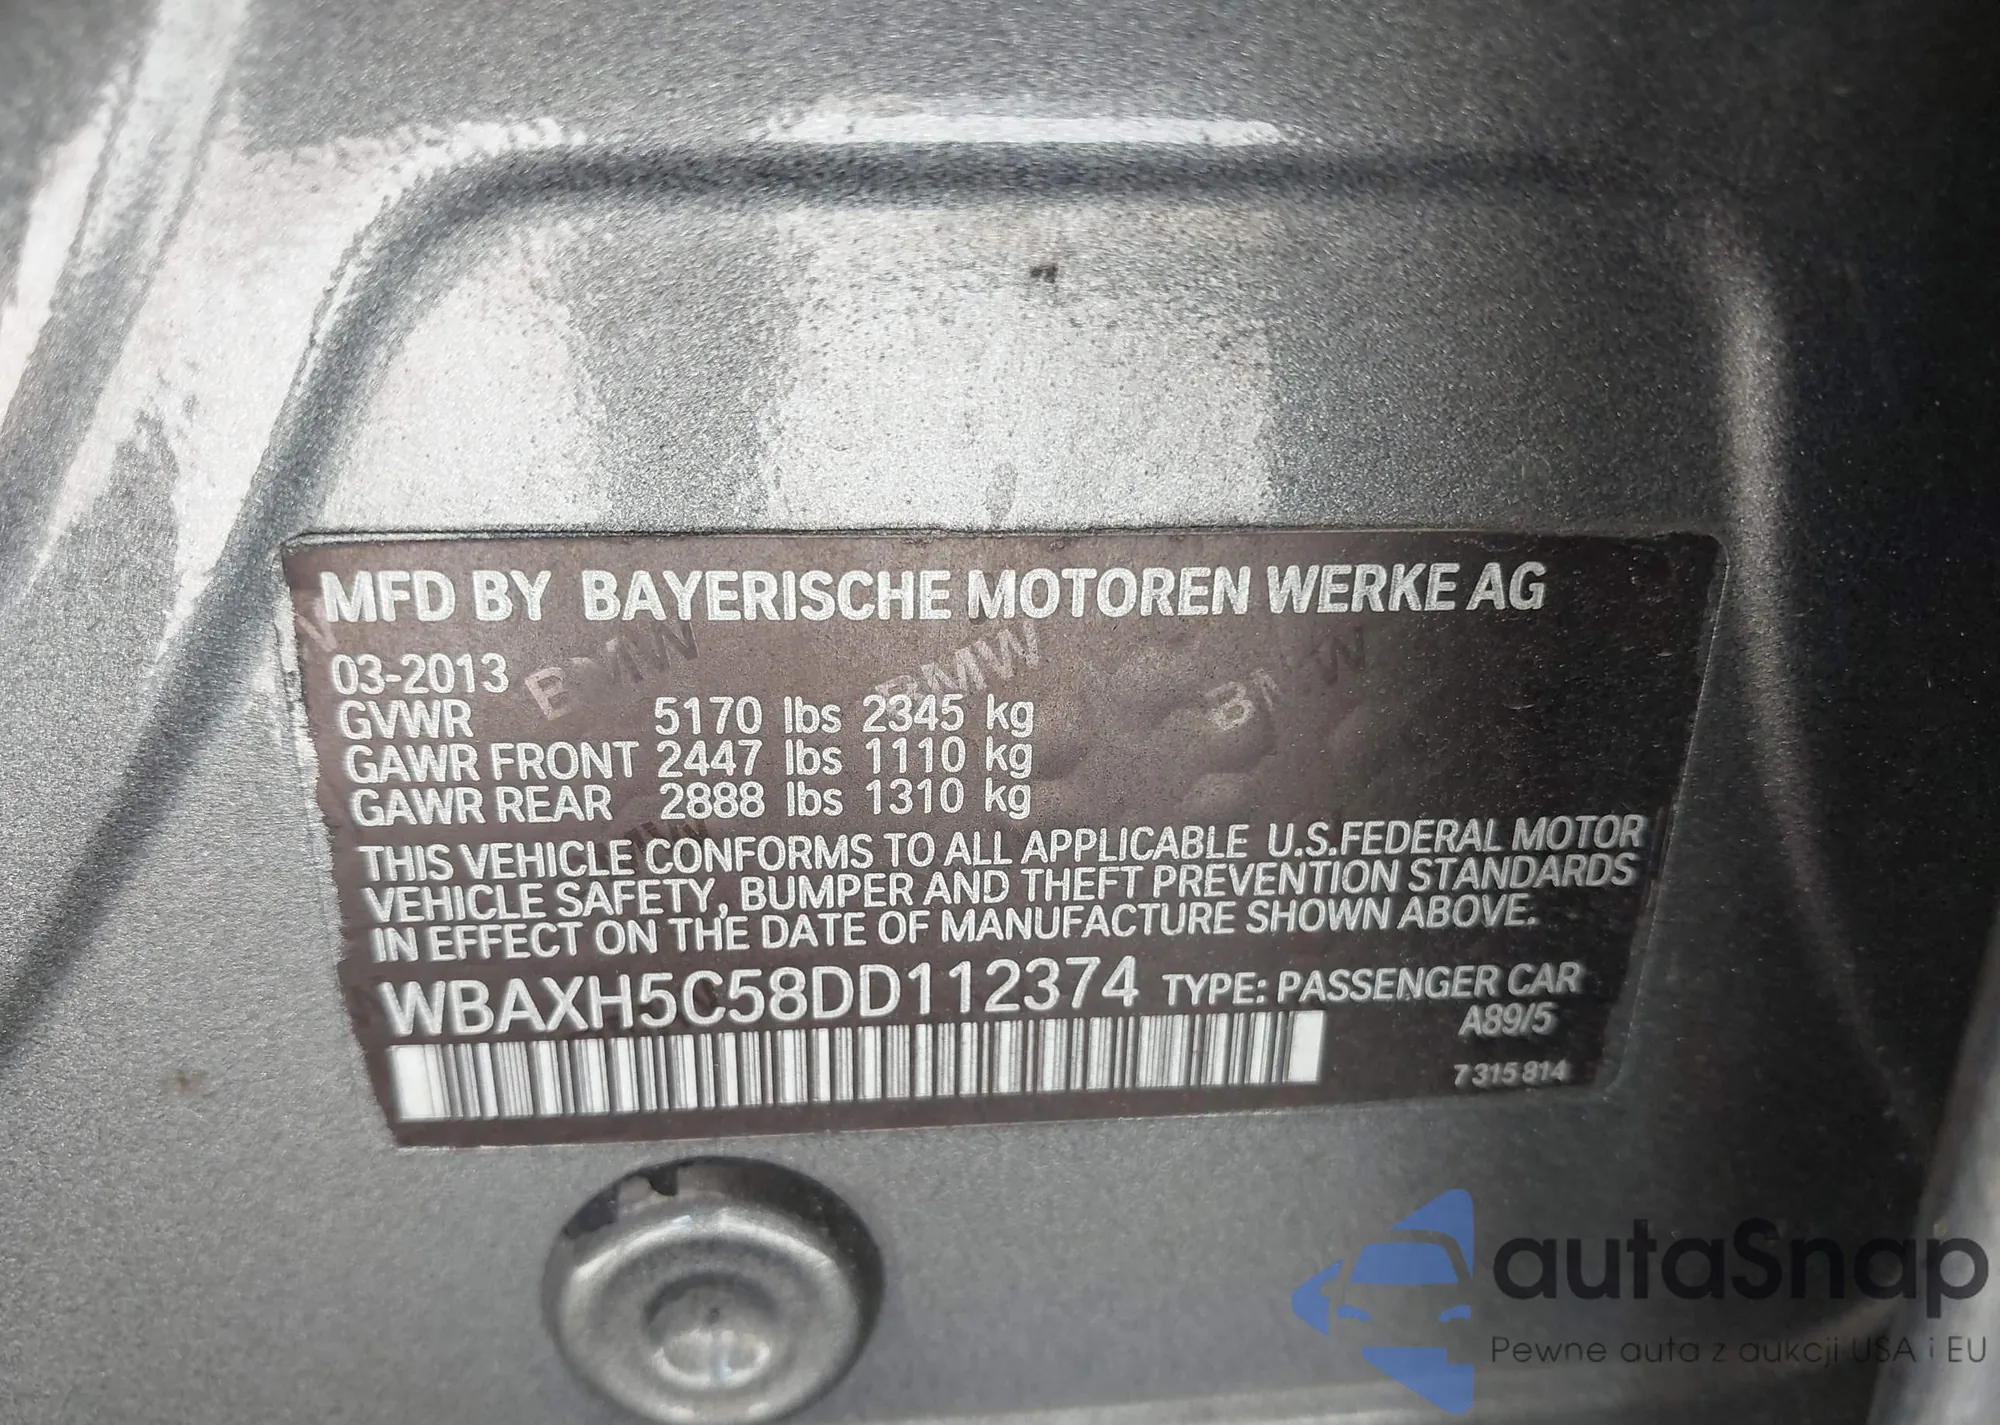 MFD BY BAYERISCHE MOTOREN WERKE AG
BMW BMW BMW
03-2013
GVWR 5170 lbs 2345 kg
GAWR FRONT 2447 lbs 1110 kg
GAWR REAR 2888 lbs 1310 kg
THIS VEHICLE CONFORMS TO ALL APPLICABLE U.S.FEDERAL MOTOR
VEHICLE SAFETY, BUMPER AND THEFT PREVENTION STANDARDS
IN EFFECT ON THE DATE OF MANUFACTURE SHOWN ABOVE.
WBAXH5C58DD112374 TYPE: PASSENGER CAR
A89/5
7 315 814
autaSnap
Pewne auta z aukcji USA i EU